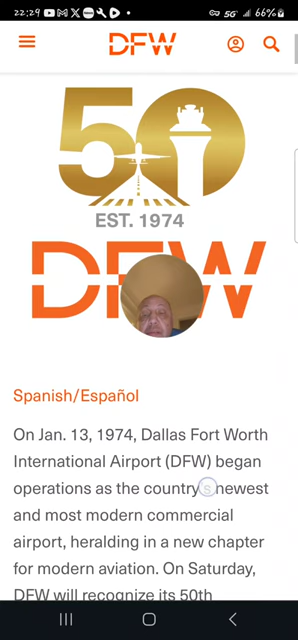 22:29 5G 66%
DFW
50
EST. 1974
DFW
Spanish/Español
On Jan. 13, 1974, Dallas Fort Worth
International Airport (DFW) began
operations as the country's newest
and most modern commercial
airport, heralding in a new chapter
for modern aviation. On Saturday,
DFW will recognize its 50th